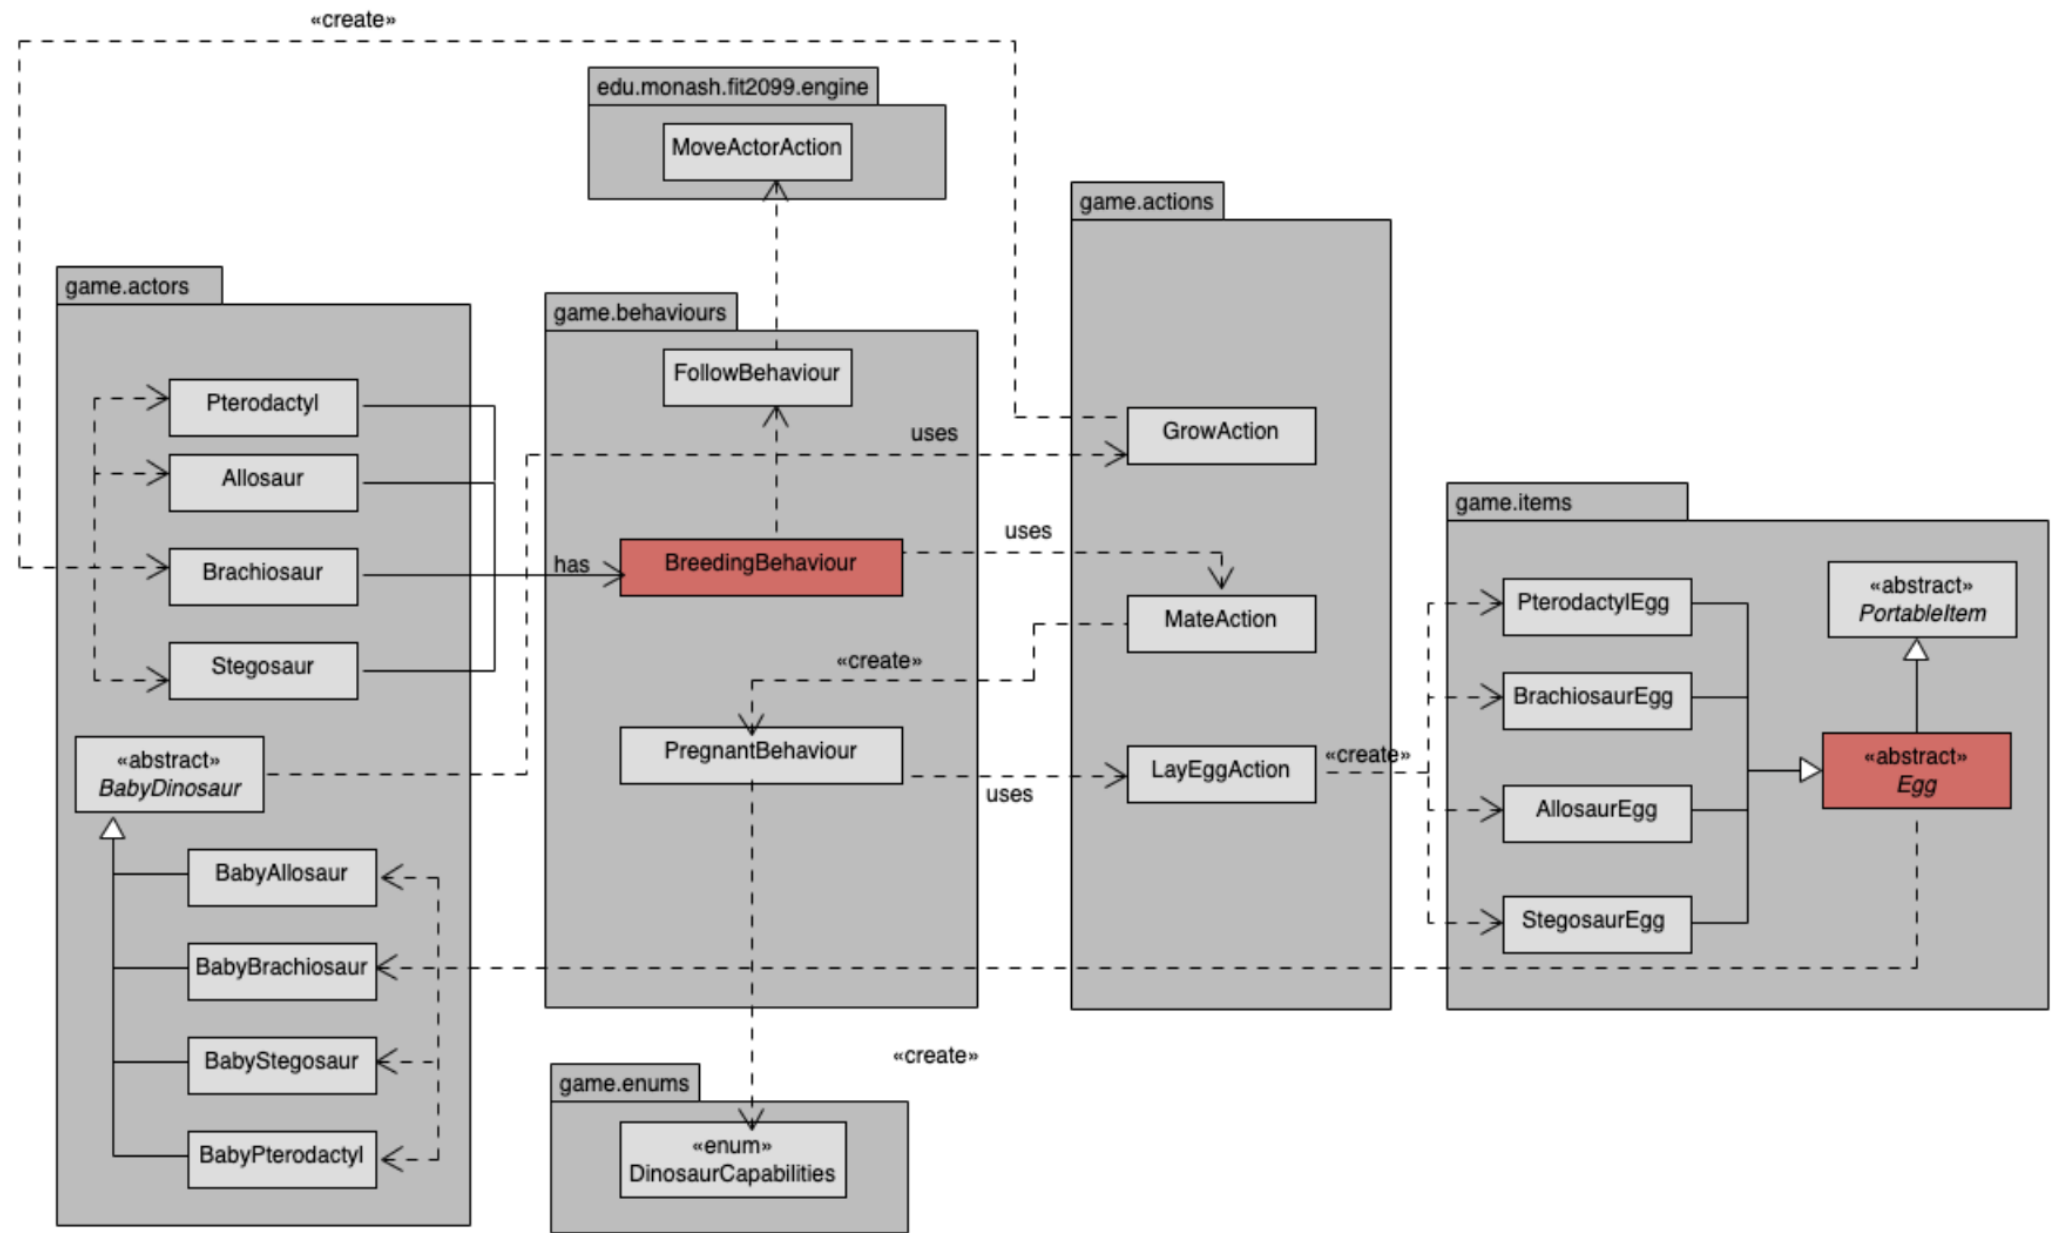 «create»
edu.monash.fit2099.engine
MoveActorAction
game.actions
game.actors
game.behaviours
FollowBehaviour
Pterodactyl
uses
GrowAction
Allosaur
game.items
uses
has
BreedingBehaviour
Brachiosaur
«abstract»
PortableItem
PterodactylEgg
MateAction
Stegosaur
«create»
BrachiosaurEgg
PregnantBehaviour
«abstract»
BabyDinosaur
LayEggAction
«create»
«abstract»
Egg
uses
AllosaurEgg
BabyAllosaur
StegosaurEgg
BabyBrachiosaur
«create»
BabyStegosaur
game.enums
«enum»
DinosaurCapabilities
BabyPterodactyl